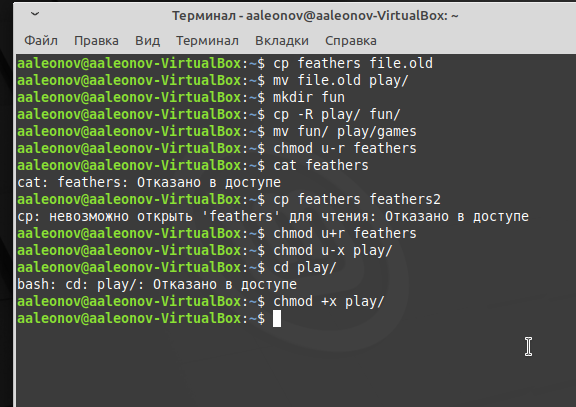 Терминал - aaleonov@aaleonov-VirtualBox: ~
Файл Правка Вид Терминал Вкладки Справка
aaleonov@aaleonov-VirtualBox:~$ cp feathers file.old
aaleonov@aaleonov-VirtualBox:~$ mv file.old play/
aaleonov@aaleonov-VirtualBox:~$ mkdir fun
aaleonov@aaleonov-VirtualBox:~$ cp -R play/ fun/
aaleonov@aaleonov-VirtualBox:~$ mv fun/ play/games
aaleonov@aaleonov-VirtualBox:~$ chmod u-r feathers
aaleonov@aaleonov-VirtualBox:~$ cat feathers
cat: feathers: Отказано в доступе
aaleonov@aaleonov-VirtualBox:~$ cp feathers feathers2
cp: невозможно открыть 'feathers' для чтения: Отказано в доступе
aaleonov@aaleonov-VirtualBox:~$ chmod u+r feathers
aaleonov@aaleonov-VirtualBox:~$ chmod u-x play/
aaleonov@aaleonov-VirtualBox:~$ cd play/
bash: cd: play/: Отказано в доступе
aaleonov@aaleonov-VirtualBox:~$ chmod +x play/
aaleonov@aaleonov-VirtualBox:~$